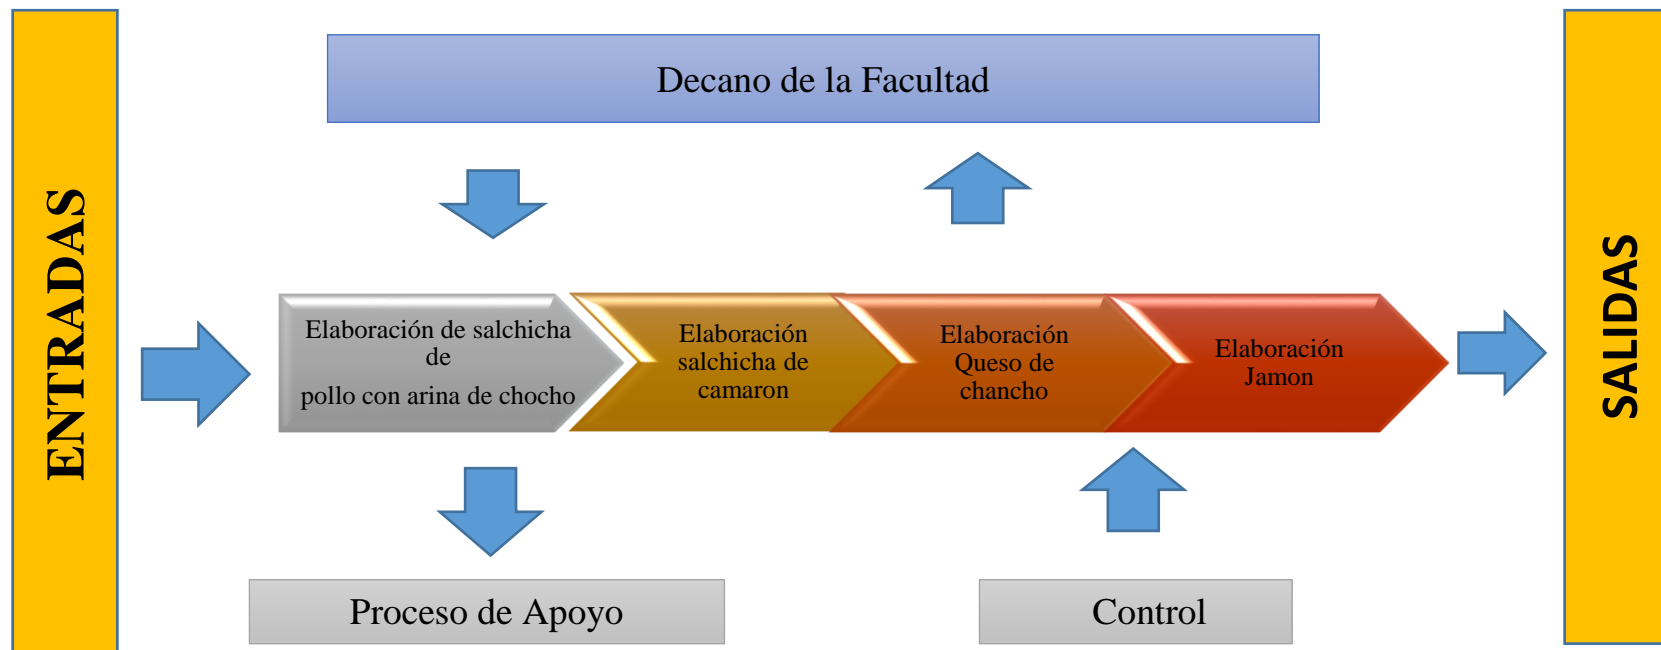 ENTRADAS
Decano de la Facultad
Elaboración de salchicha
de
pollo con arina de chocho
Elaboración
salchicha de
camaron
Elaboración
Queso de
chancho
Elaboración
Jamon
Proceso de Apoyo
Control
SALIDAS